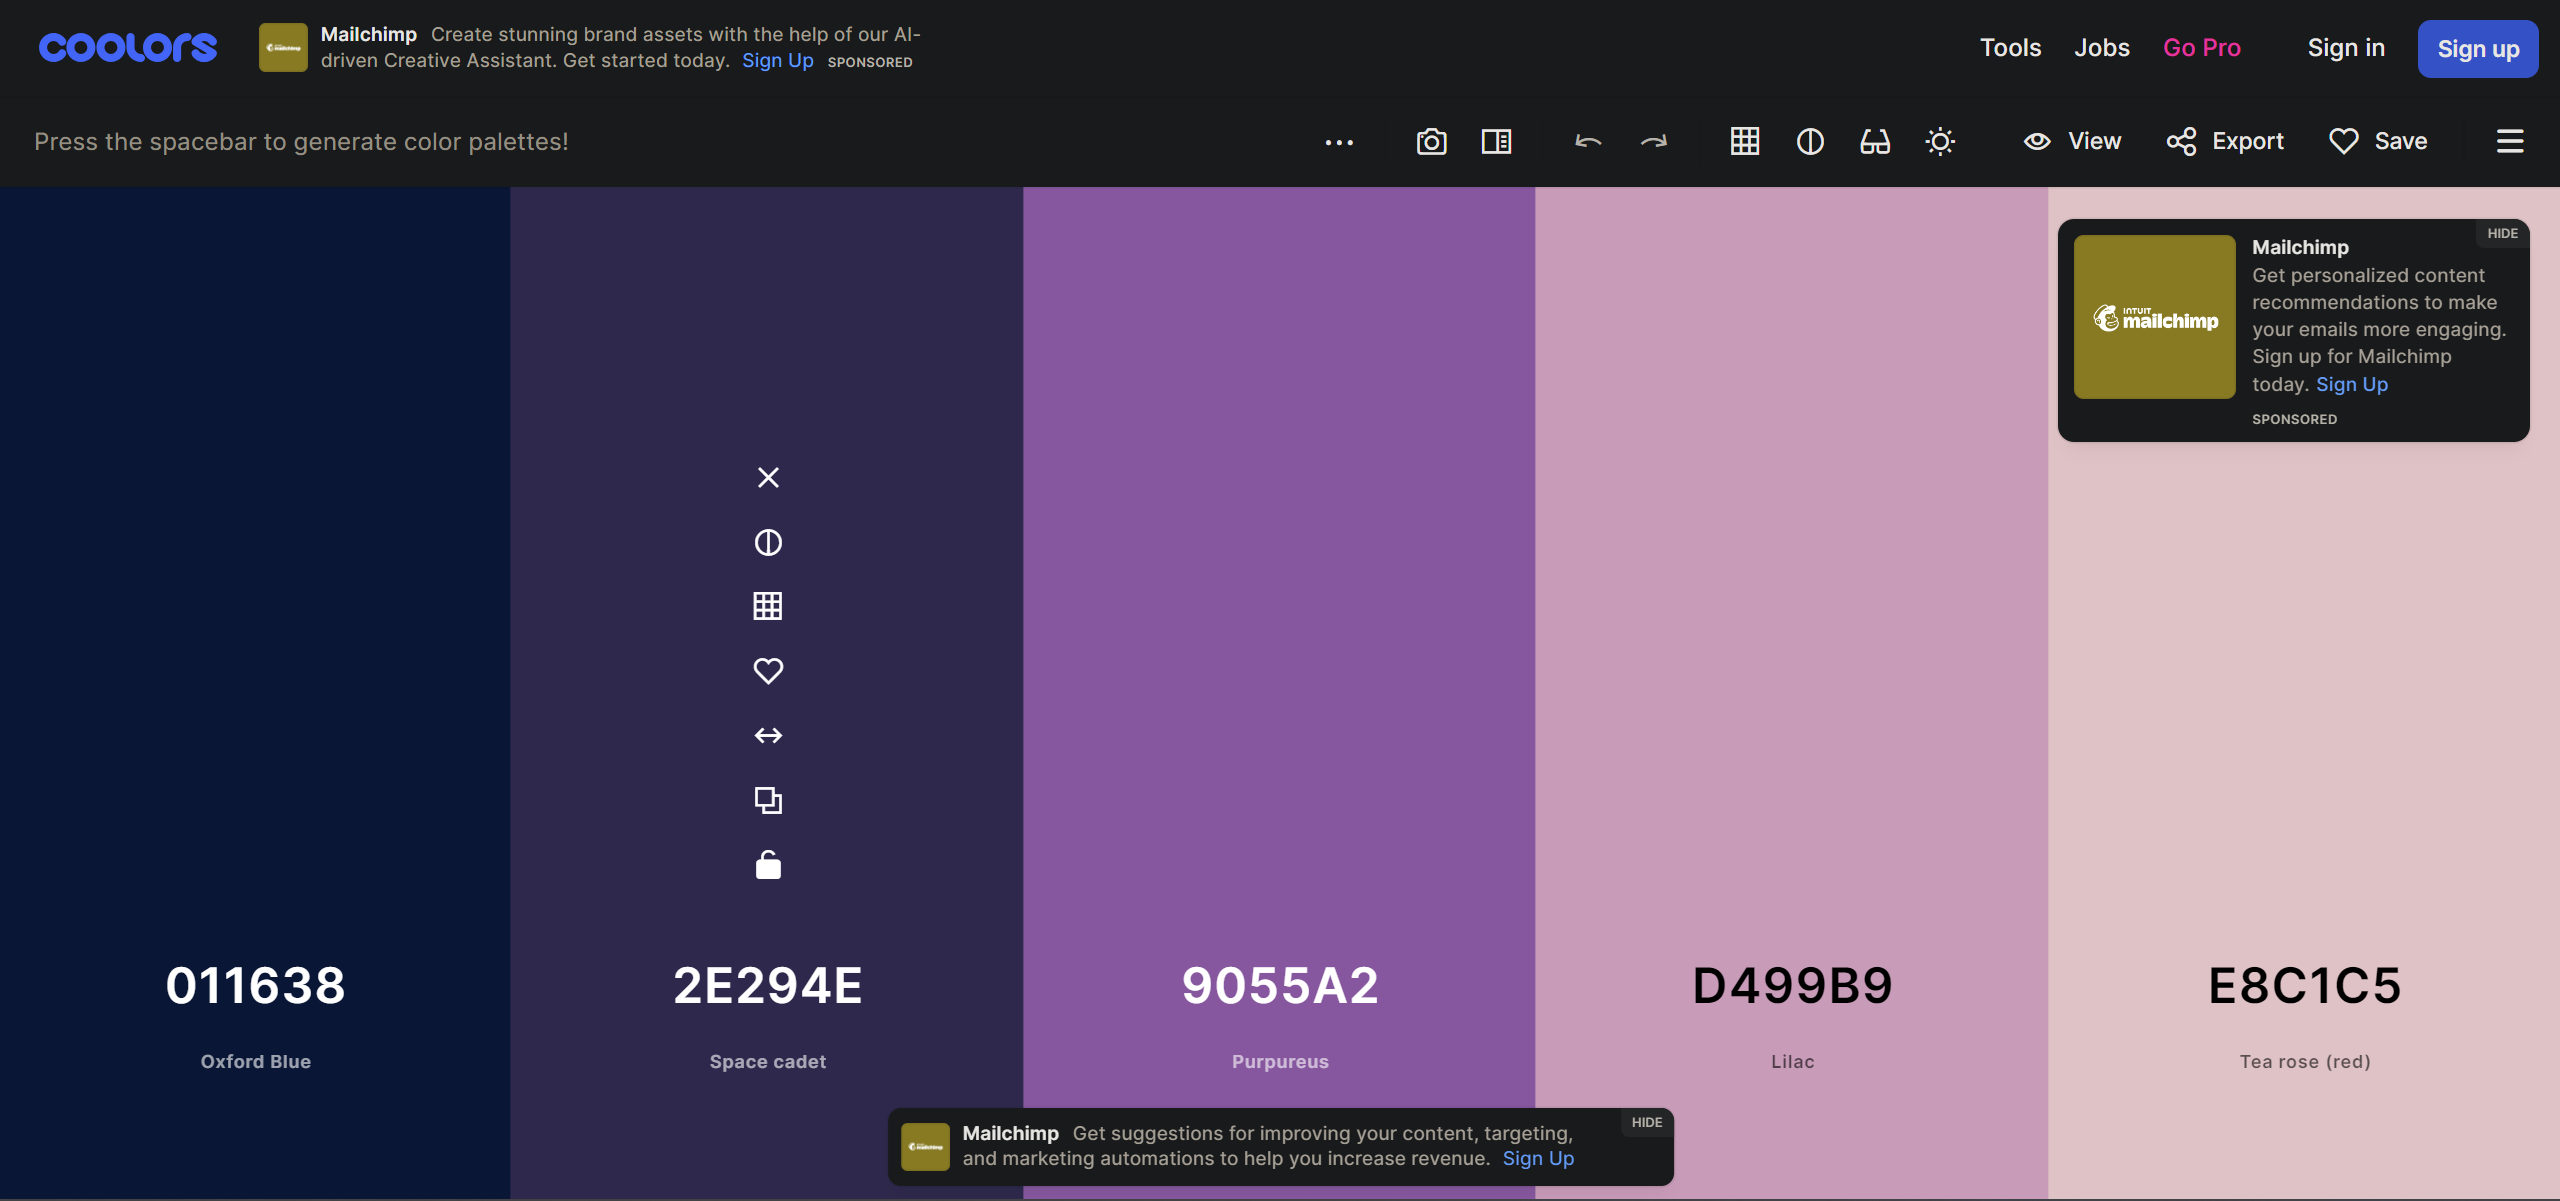 coolors
Mailchimp Create stunning brand assets with the help of our AI-
driven Creative Assistant. Get started today. Sign Up SPONSORED
Tools Jobs Go Pro Sign in Sign up
Press the spacebar to generate color palettes!
View Export Save
HIDE
Mailchimp
Get personalized content
recommendations to make
your emails more engaging.
Sign up for Mailchimp
today. Sign Up
SPONSORED
INTUIT
mailchimp
011638
Oxford Blue
2E294E
Space cadet
9055A2
Purpureus
D499B9
Lilac
E8C1C5
Tea rose (red)
HIDE
Mailchimp Get suggestions for improving your content, targeting,
and marketing automations to help you increase revenue. Sign Up